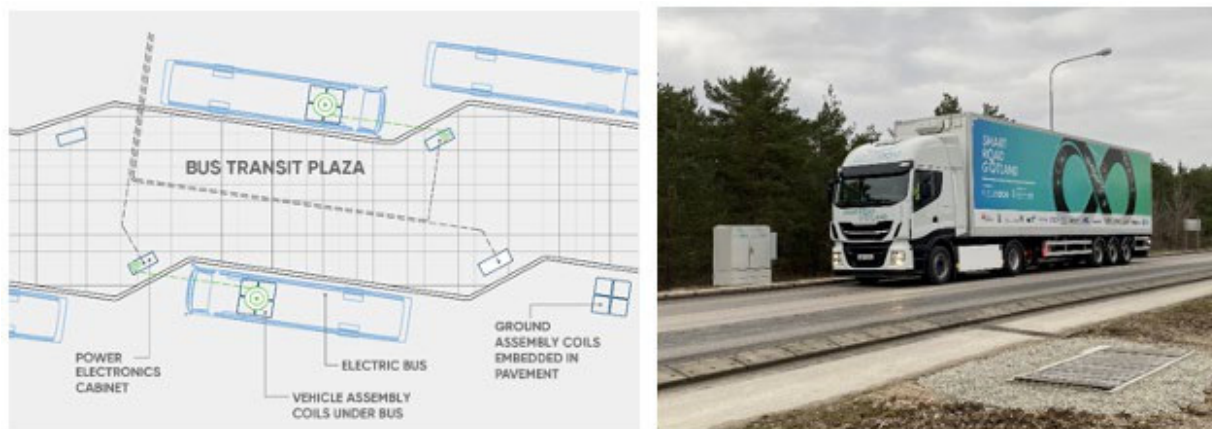 BUS TRANSIT PLAZA
POWER
ELECTRONICS
CABINET
ELECTRIC BUS
VEHICLE ASSEMBLY
COILS UNDER BUS
GROUND
ASSEMBLY COILS
EMBEDDED IN
PAVEMENT
SMART
ROAD
GOTLAND